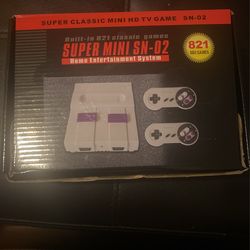 SUPER CLASSIC MINI HD TV GAME SN-02
Built-in 821 classic games
SUPER MINI SN-02
Home Entertainment System
821